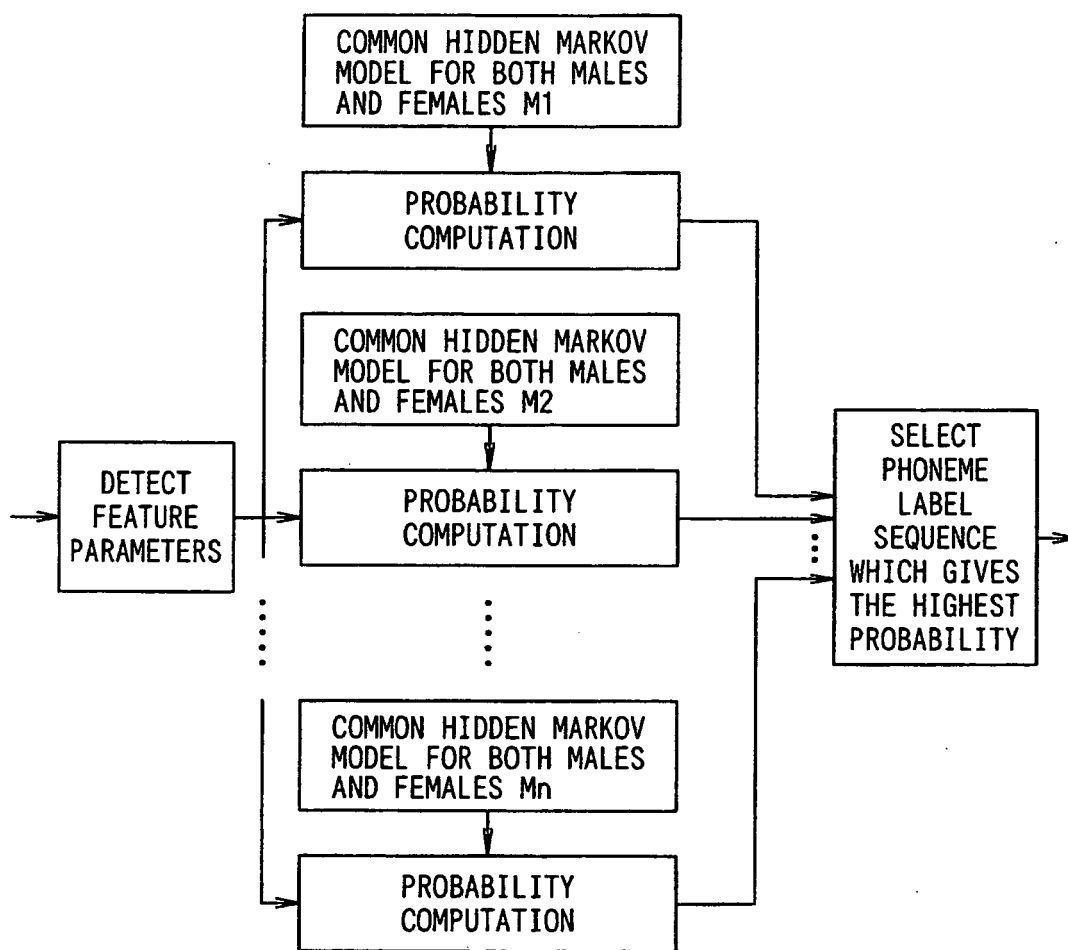 COMMON HIDDEN MARKOV
MODEL FOR BOTH MALES
AND FEMALES M1
PROBABILITY
COMPUTATION
COMMON HIDDEN MARKOV
MODEL FOR BOTH MALES
AND FEMALES M2
DETECT
FEATURE
PARAMETERS
PROBABILITY
COMPUTATION
SELECT
PHONEME
LABEL
SEQUENCE
WHICH GIVES
THE HIGHEST
PROBABILITY
COMMON HIDDEN MARKOV
MODEL FOR BOTH MALES
AND FEMALES Mn
PROBABILITY
COMPUTATION